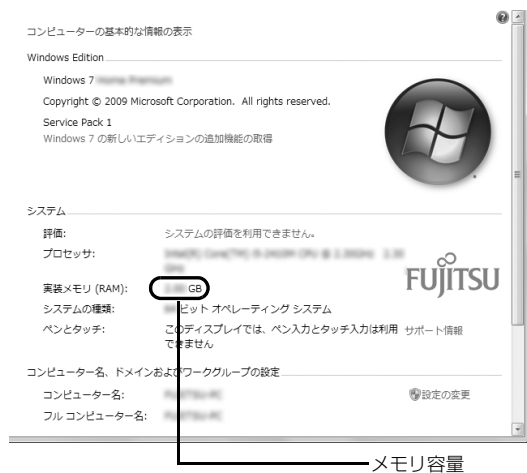 コンピューターの基本的な情報の表示
Windows Edition
Windows 7
Copyright © 2009 Microsoft Corporation. All rights reserved.
Service Pack 1
Windows 7 の新しいエディションの追加機能の取得
システム
評価: システムの評価を利用できません。
プロセッサ:
実装メモリ (RAM): GB
FUJITSU
システムの種類: ビット オペレーティング システム
ペンとタッチ: このディスプレイでは、ペン入力とタッチ入力は利用 サポート情報
できません
コンピューター名、ドメインおよびワークグループの設定
コンピューター名: 設定の変更
フル コンピューター名:
メモリ容量